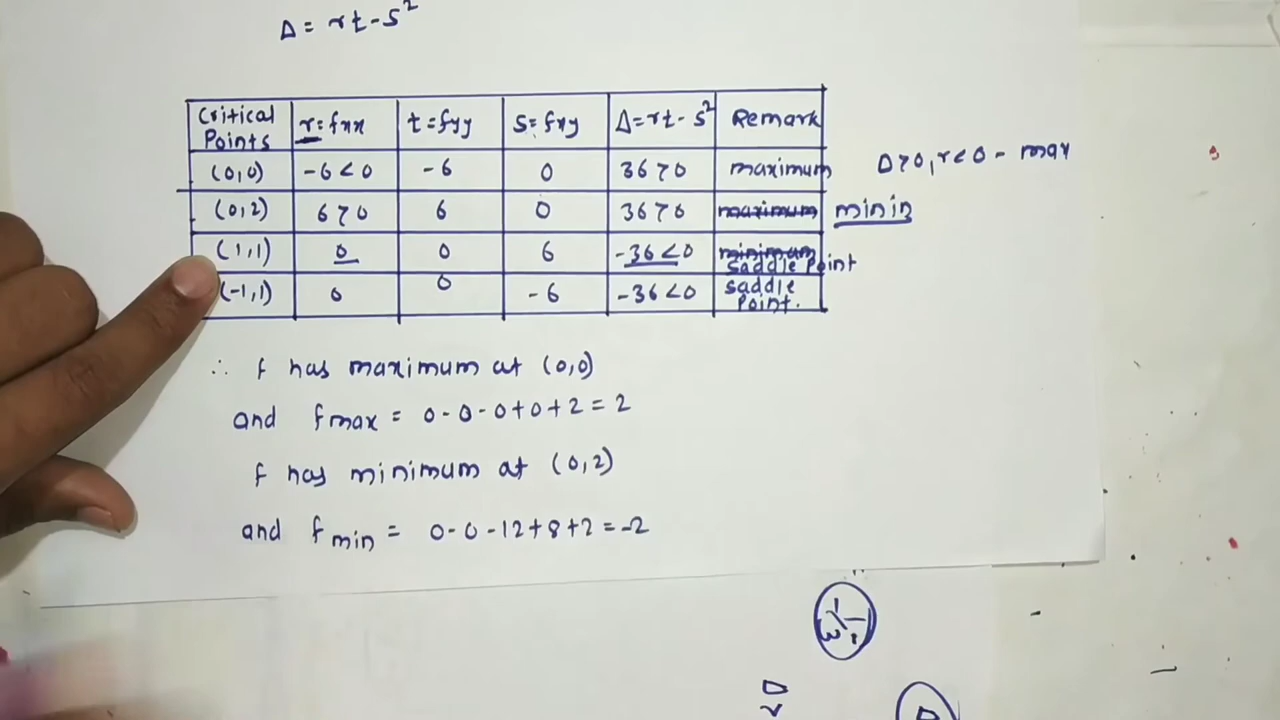 Δ = rt - s²
Critical Points r = fxx t = fyy S = fxy Δ = rt - s² Remark
(0,0) -6 < 0 -6 0 36 > 0 maximum Δ > 0, r < 0 - max
(0,2) 6 > 0 6 0 36 > 0 maximum minin
(1,1) 0 0 6 -36 < 0 minimum saddle point
(-1,1) 0 0 -6 -36 < 0 saddle point.
∴ f has maximum at (0,0)
and fmax = 0 - 0 - 0 + 0 + 2 = 2
f has minimum at (0,2)
and fmin = 0 - 0 - 12 + 8 + 2 = -2